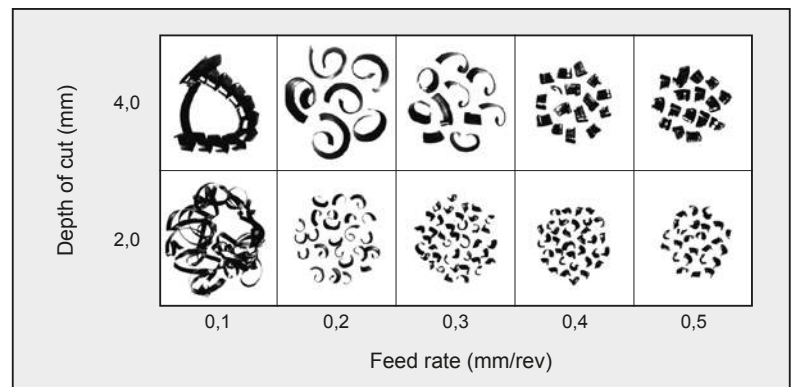 Depth of cut (mm)
4,0
2,0
0,1 0,2 0,3 0,4 0,5
Feed rate (mm/rev)